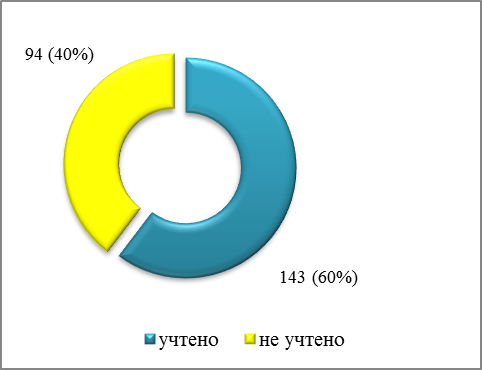 94 (40%)
143 (60%)
учтено
не учтено